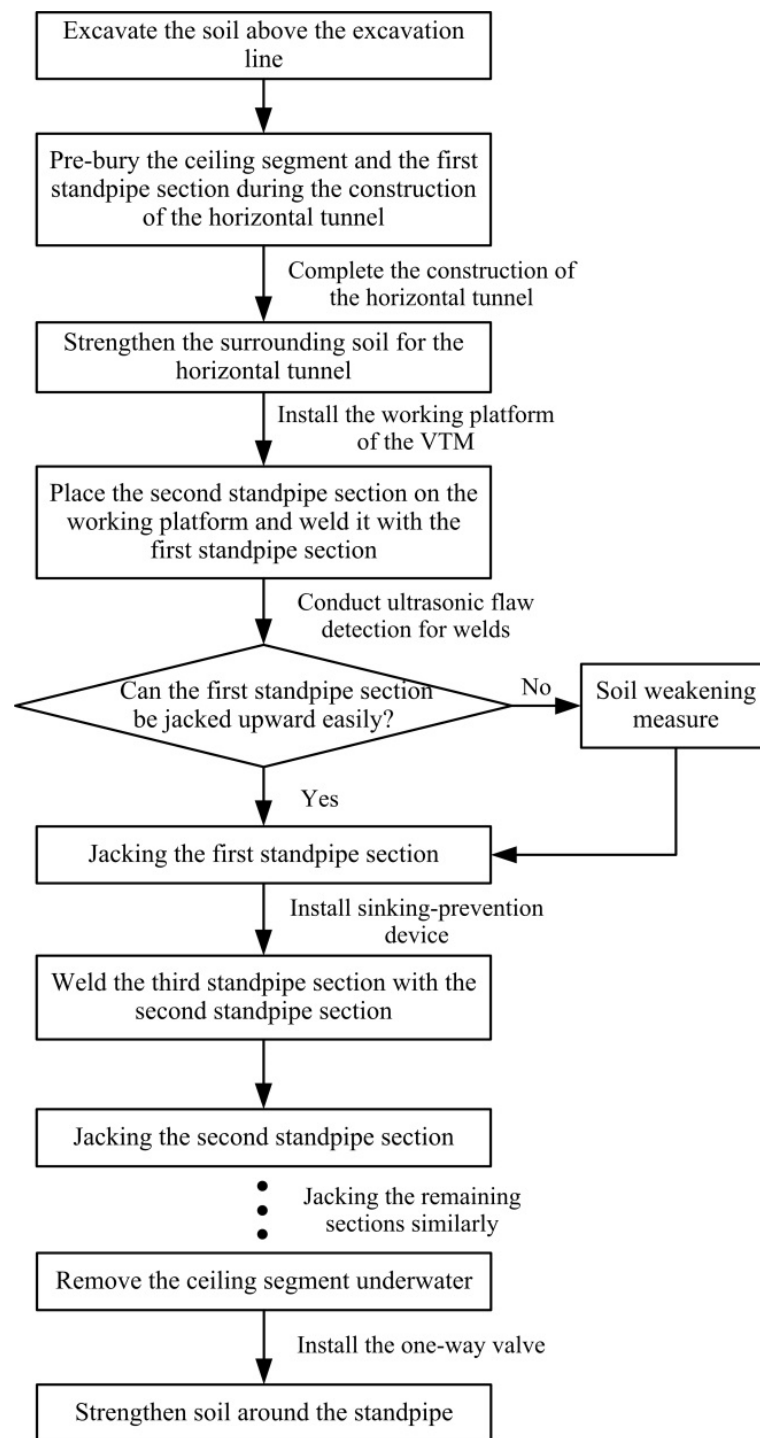 Excavate the soil above the excavation
line
Pre-bury the ceiling segment and the first
standpipe section during the construction
of the horizontal tunnel
Complete the construction of
the horizontal tunnel
Strengthen the surrounding soil for the
horizontal tunnel
Install the working platform
of the VTM
Place the second standpipe section on the
working platform and weld it with the
first standpipe section
Conduct ultrasonic flaw
detection for welds
Can the first standpipe section
be jacked upward easily?
No
Soil weakening
measure
Yes
Jacking the first standpipe section
Install sinking-prevention
device
Weld the third standpipe section with the
second standpipe section
Jacking the second standpipe section
Jacking the remaining
sections similarly
Remove the ceiling segment underwater
Install the one-way valve
Strengthen soil around the standpipe